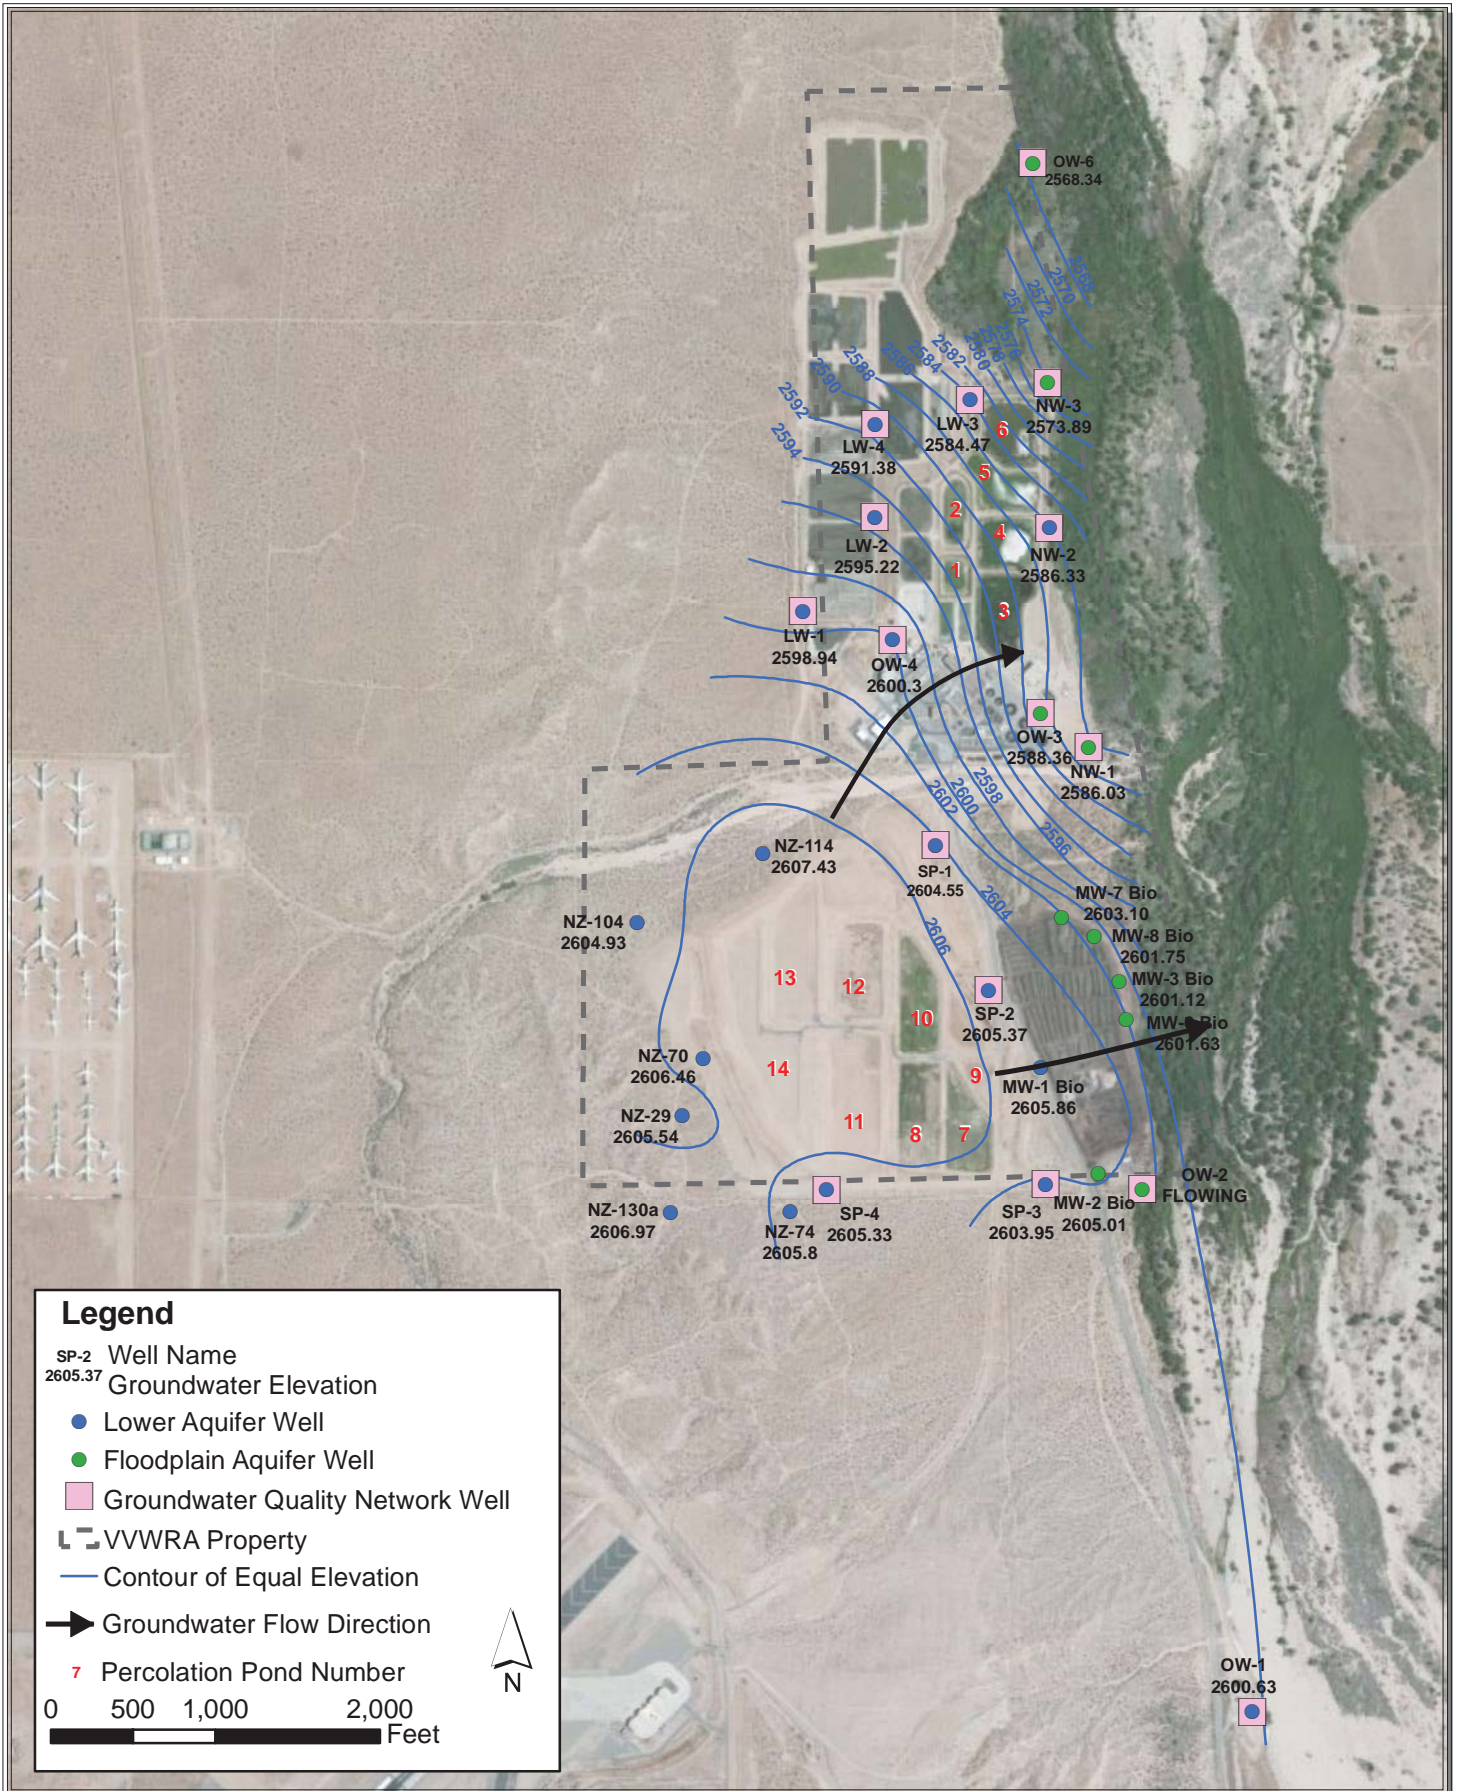 OW-6
2568.34
2568
2570
2572
2574
2576
2578
2580
2582
2584
2586
2588
2590
2592
2594
NW-3
2573.89
LW-3
2584.47
6
LW-4
2591.38
5
2
4
LW-2
2595.22
NW-2
2586.33
1
3
LW-1
2598.94
OW-4
2600.3
OW-3
2588.36
NW-1
2586.03
2598
2600
2602
2596
NZ-114
2607.43
SP-1
2604.55
2604
2606
MW-7 Bio
2603.10
NZ-104
2604.93
MW-8 Bio
2601.75
13
12
MW-3 Bio
2601.12
SP-2
2605.37
10
2601.63
NZ-70
2606.46
14
9
MW-1 Bio
2605.86
NZ-29
2605.54
11
8
7
OW-2
FLOWING
NZ-130a
2606.97
NZ-74
2605.8
SP-4
2605.33
SP-3
2603.95
MW-2 Bio
2605.01
Legend
SP-2 Well Name
2605.37 Groundwater Elevation
Lower Aquifer Well
Floodplain Aquifer Well
Groundwater Quality Network Well
VVWRA Property
Contour of Equal Elevation
Groundwater Flow Direction
7 Percolation Pond Number
N
0 500 1,000 2,000
Feet
OW-1
2600.63